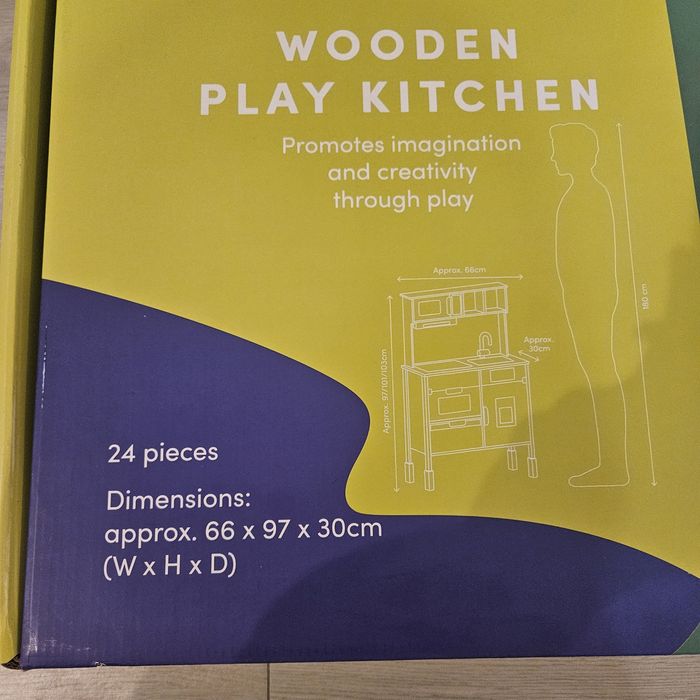 WOODEN
PLAY KITCHEN
Promotes imagination
and creativity
through play
Approx. 66cm
Approx.
30cm
Approx. 97/101/103cm
180 cm
24 pieces
Dimensions:
approx. 66 x 97 x 30cm
(W x H x D)